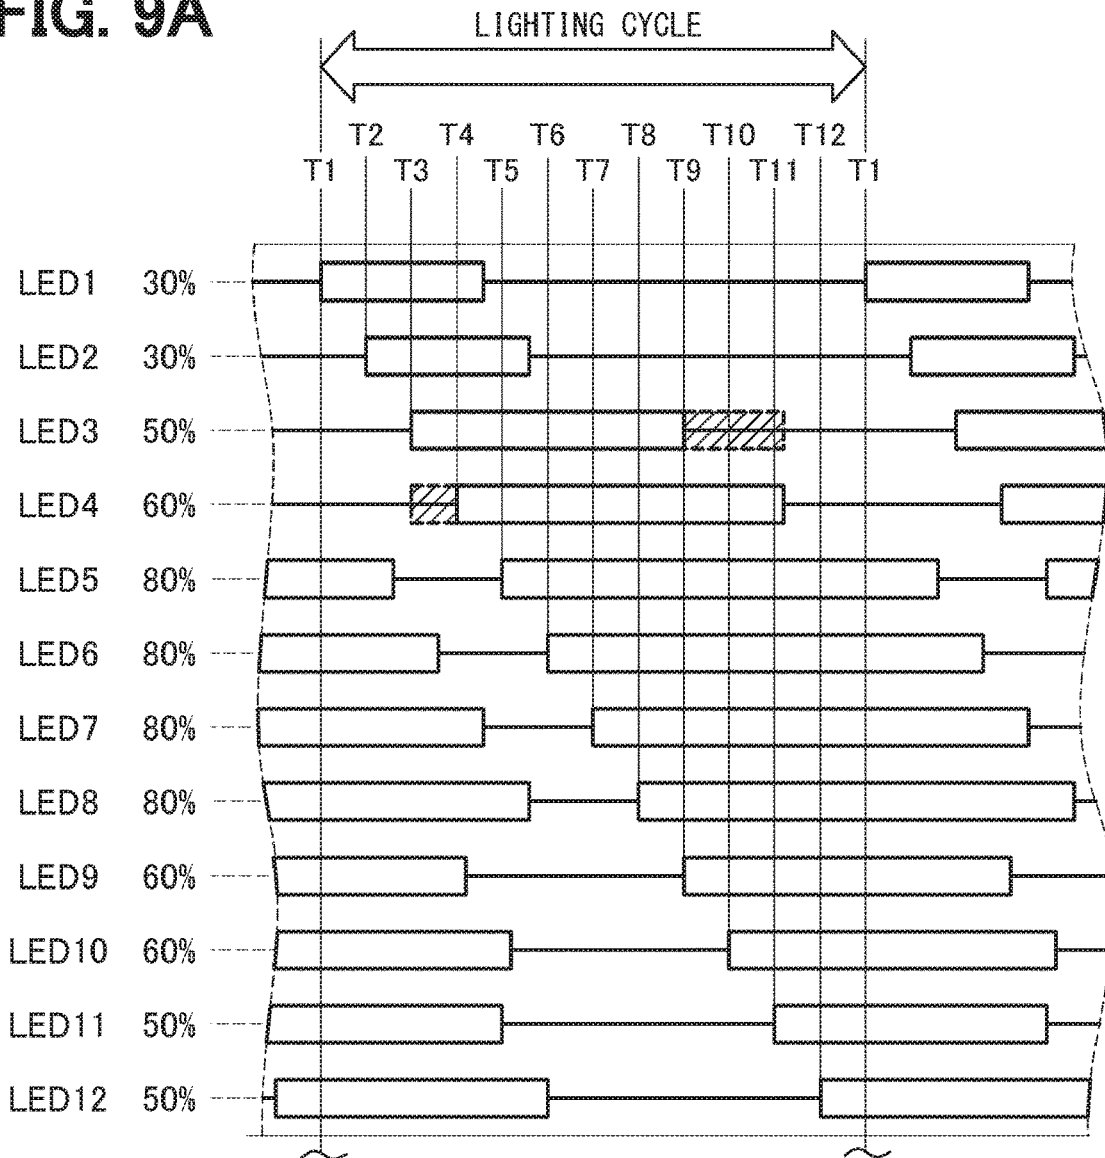 FIG. 9A
LIGHTING CYCLE
T2 T4 T6 T8 T10 T12
T1 T3 T5 T7 T9 T11 T1
LED1 30%
LED2 30%
LED3 50%
LED4 60%
LED5 80%
LED6 80%
LED7 80%
LED8 80%
LED9 60%
LED10 60%
LED11 50%
LED12 50%